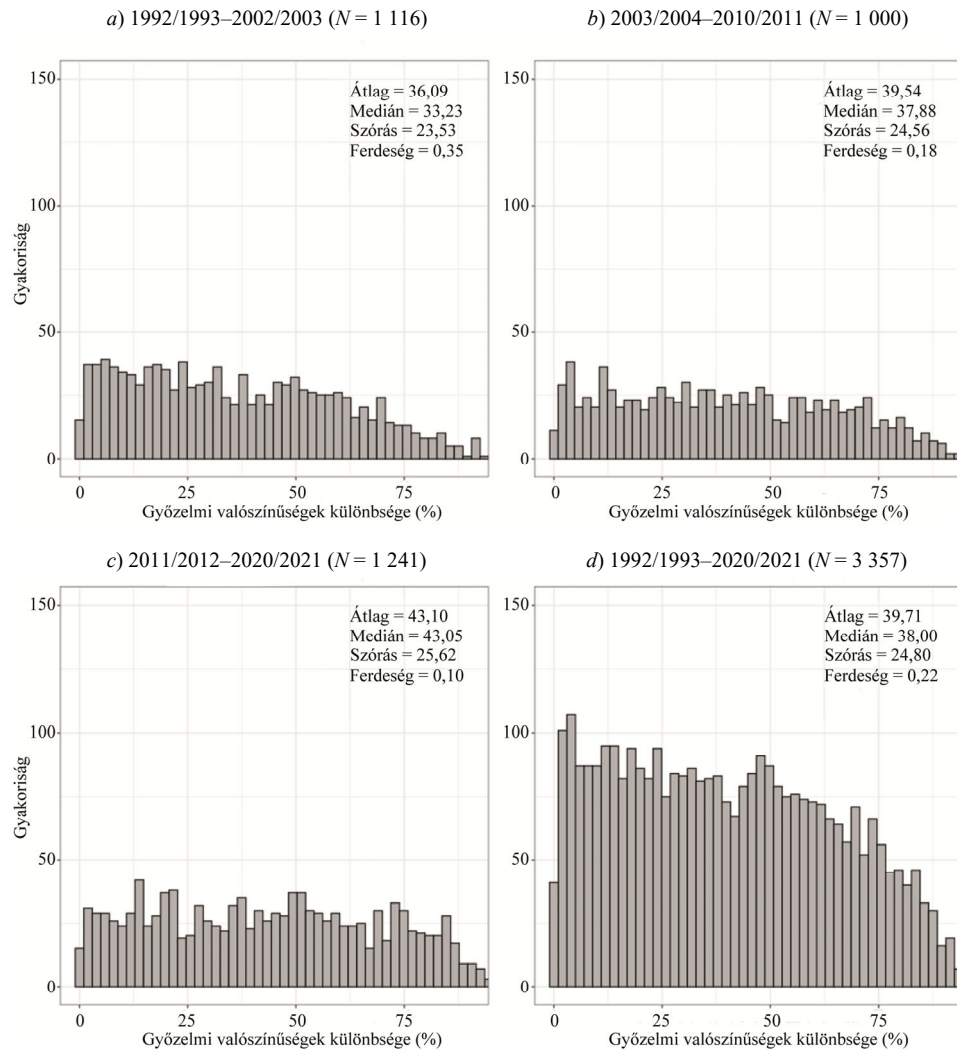 a) 1992/1993–2002/2003 (N = 1 116)
150
100
50
0
Gyakoriság
Átlag = 36,09
Medián = 33,23
Szórás = 23,53
Ferdeség = 0,35
0 25 50 75
Győzelmi valószínűségek különbsége (%)
b) 2003/2004–2010/2011 (N = 1 000)
150
100
50
0
Átlag = 39,54
Medián = 37,88
Szórás = 24,56
Ferdeség = 0,18
0 25 50 75
Győzelmi valószínűségek különbsége (%)
c) 2011/2012–2020/2021 (N = 1 241)
150
100
50
0
Gyakoriság
Átlag = 43,10
Medián = 43,05
Szórás = 25,62
Ferdeség = 0,10
0 25 50 75
Győzelmi valószínűségek különbsége (%)
d) 1992/1993–2020/2021 (N = 3 357)
150
100
50
0
Átlag = 39,71
Medián = 38,00
Szórás = 24,80
Ferdeség = 0,22
0 25 50 75
Győzelmi valószínűségek különbsége (%)